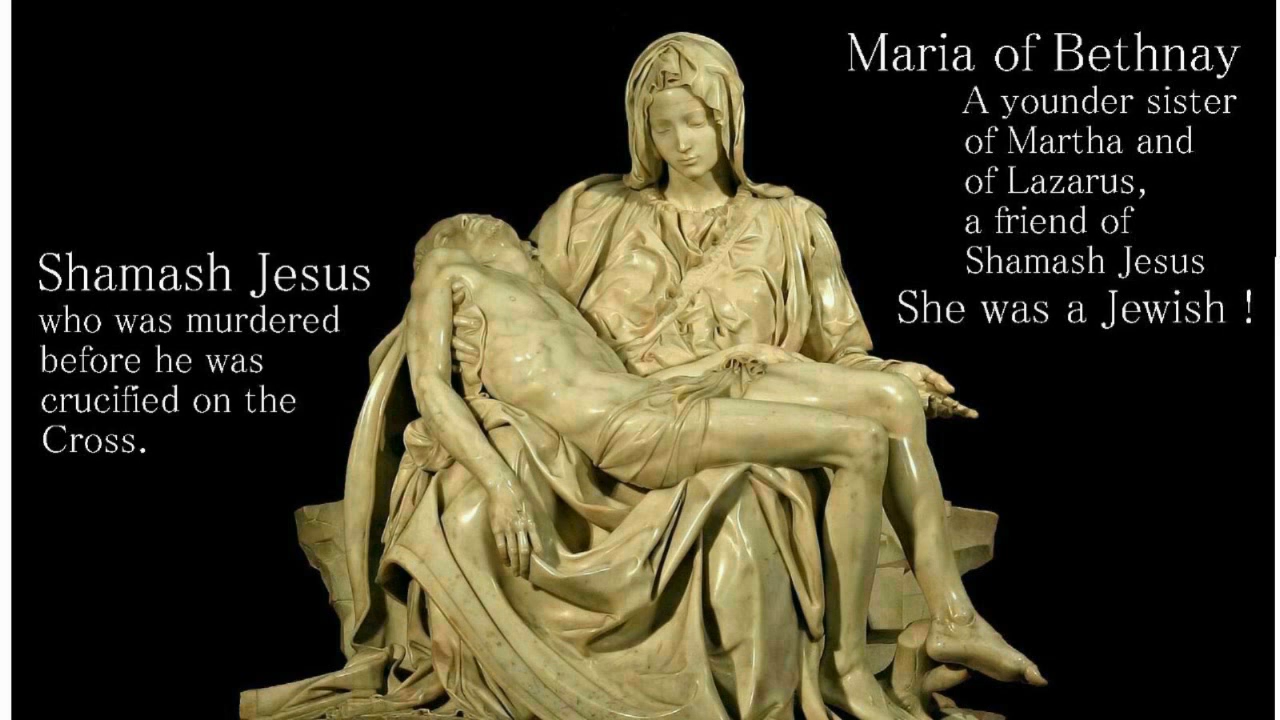 Maria of Bethnay
A younder sister
of Martha and
of Lazarus,
a friend of
Shamash Jesus
She was a Jewish !
Shamash Jesus
who was murdered
before he was
crucified on the
Cross.